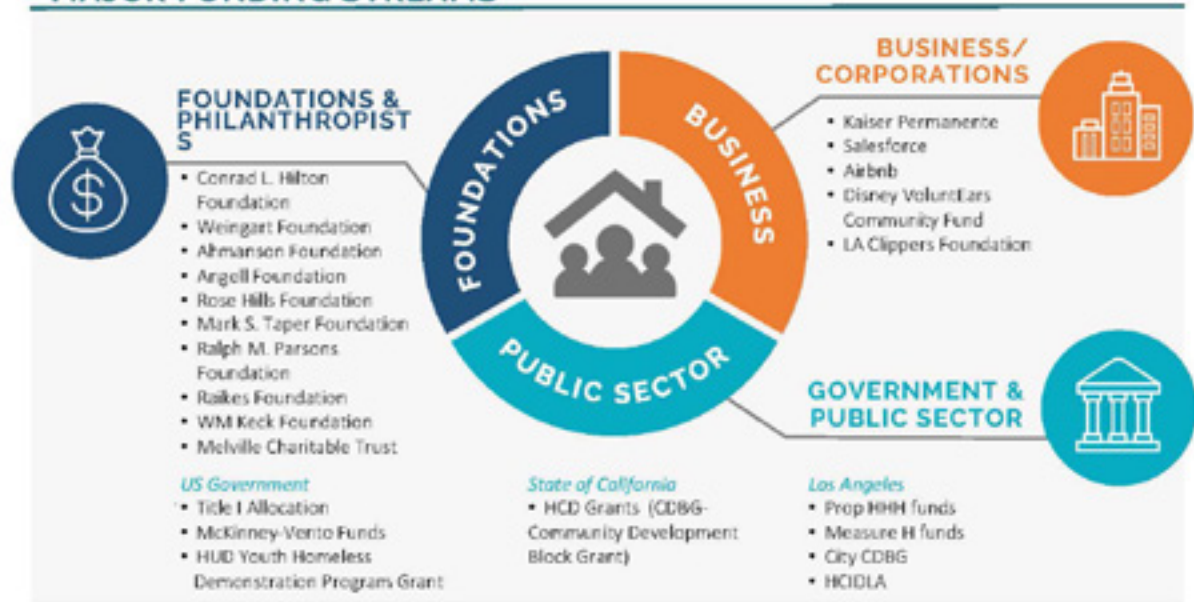 MAJOR FUNDING STREAMS
FOUNDATIONS &
PHILANTHROPIST
S
• Conrad L. Hilton
Foundation
• Weingart Foundation
• Ahmanson Foundation
• Angell Foundation
• Rose Hills Foundation
• Mark S. Taper Foundation
• Ralph M. Parsons
Foundation
• Raikes Foundation
• WM Keck Foundation
• Melville Charitable Trust
$
FOUNDATIONS
BUSINESS
PUBLIC SECTOR
BUSINESS/
CORPORATIONS
• Kaiser Permanente
• Salesforce
• Airbnb
• Disney VoluntEars
Community Fund
• LA Clippers Foundation
GOVERNMENT &
PUBLIC SECTOR
US Government
• Title I Allocation
• McKinney-Vento Funds
• HUD Youth Homeless
Demonstration Program Grant
State of California
• HCD Grants (CDBG-
Community Development
Block Grant)
Los Angeles
• Prop HHH funds
• Measure H funds
• City CDBG
• HCIDLA